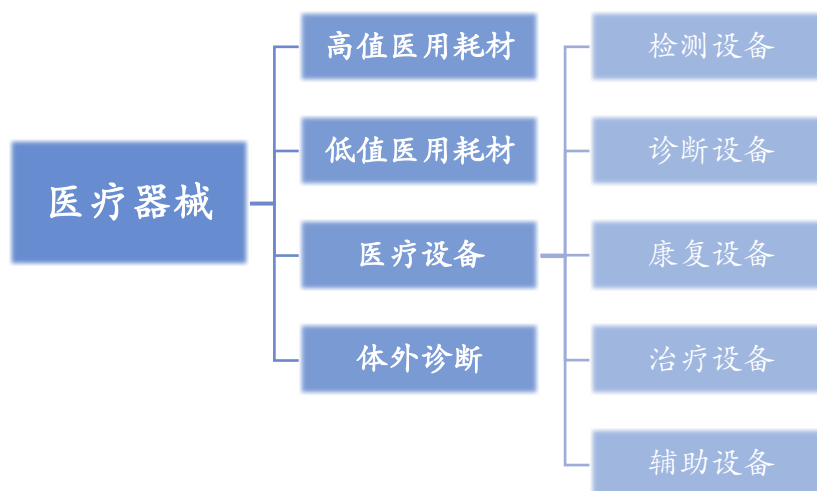 医疗器械
高值医用耗材
低值医用耗材
医疗设备
体外诊断
检测设备
诊断设备
康复设备
治疗设备
辅助设备